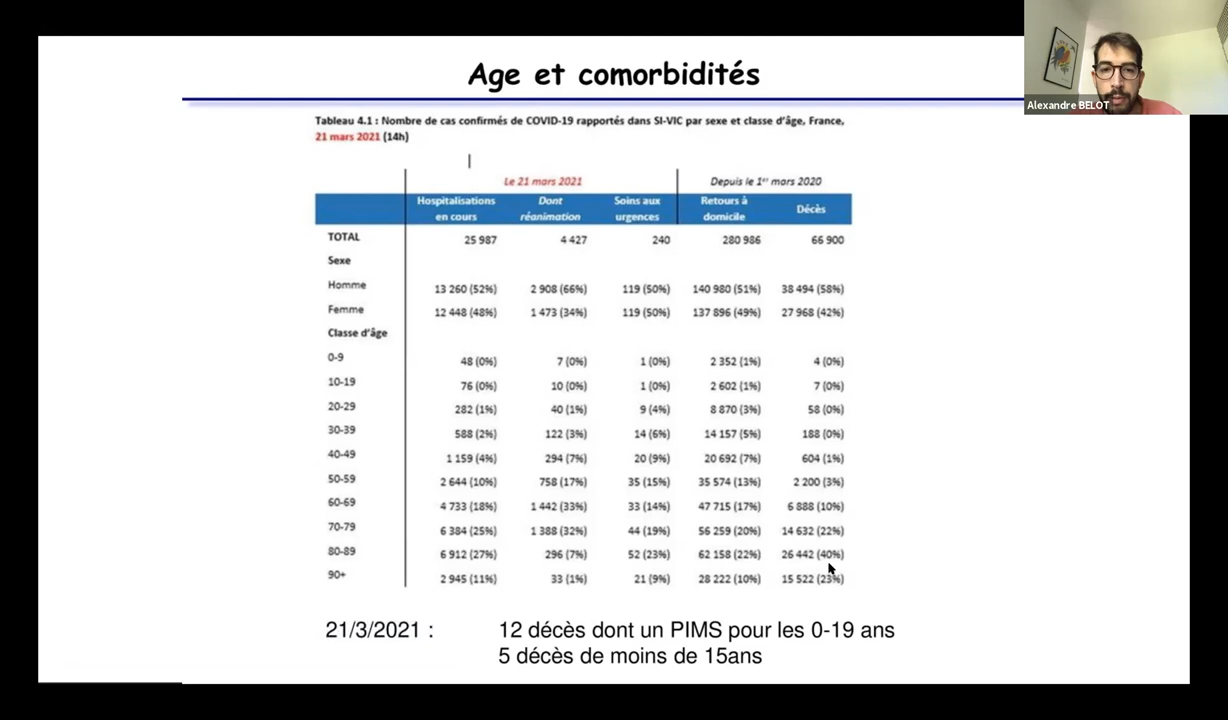 Age et comorbidités
Alexandre BELOT
Tableau 4.1 : Nombre de cas confirmés de COVID-19 rapportés dans SI-VIC par sexe et classe d'âge, France,
21 mars 2021 (14h)
Le 21 mars 2021 Depuis le 1er mars 2020
Hospitalisations en cours Dont réanimation Soins aux urgences Retours à domicile Décès
TOTAL 25 987 4 427 240 280 986 66 900
Sexe
Homme 13 260 (52%) 2 908 (66%) 119 (50%) 140 980 (51%) 38 494 (58%)
Femme 12 448 (48%) 1 473 (34%) 119 (50%) 137 896 (49%) 27 968 (42%)
Classe d'âge
0-9 48 (0%) 7 (0%) 1 (0%) 2 352 (1%) 4 (0%)
10-19 76 (0%) 10 (0%) 1 (0%) 2 602 (1%) 7 (0%)
20-29 282 (1%) 40 (1%) 9 (4%) 8 870 (3%) 58 (0%)
30-39 588 (2%) 122 (3%) 14 (6%) 14 157 (5%) 188 (0%)
40-49 1 159 (4%) 294 (7%) 20 (9%) 20 692 (7%) 604 (1%)
50-59 2 644 (10%) 758 (17%) 35 (15%) 35 574 (13%) 2 200 (3%)
60-69 4 733 (18%) 1 442 (33%) 33 (14%) 47 715 (17%) 6 888 (10%)
70-79 6 384 (25%) 1 388 (32%) 44 (19%) 56 259 (20%) 14 632 (22%)
80-89 6 912 (27%) 296 (7%) 52 (23%) 62 158 (22%) 26 442 (40%)
90+ 2 945 (11%) 33 (1%) 21 (9%) 28 222 (10%) 15 522 (23%)
21/3/2021 : 12 décès dont un PIMS pour les 0-19 ans
5 décès de moins de 15ans